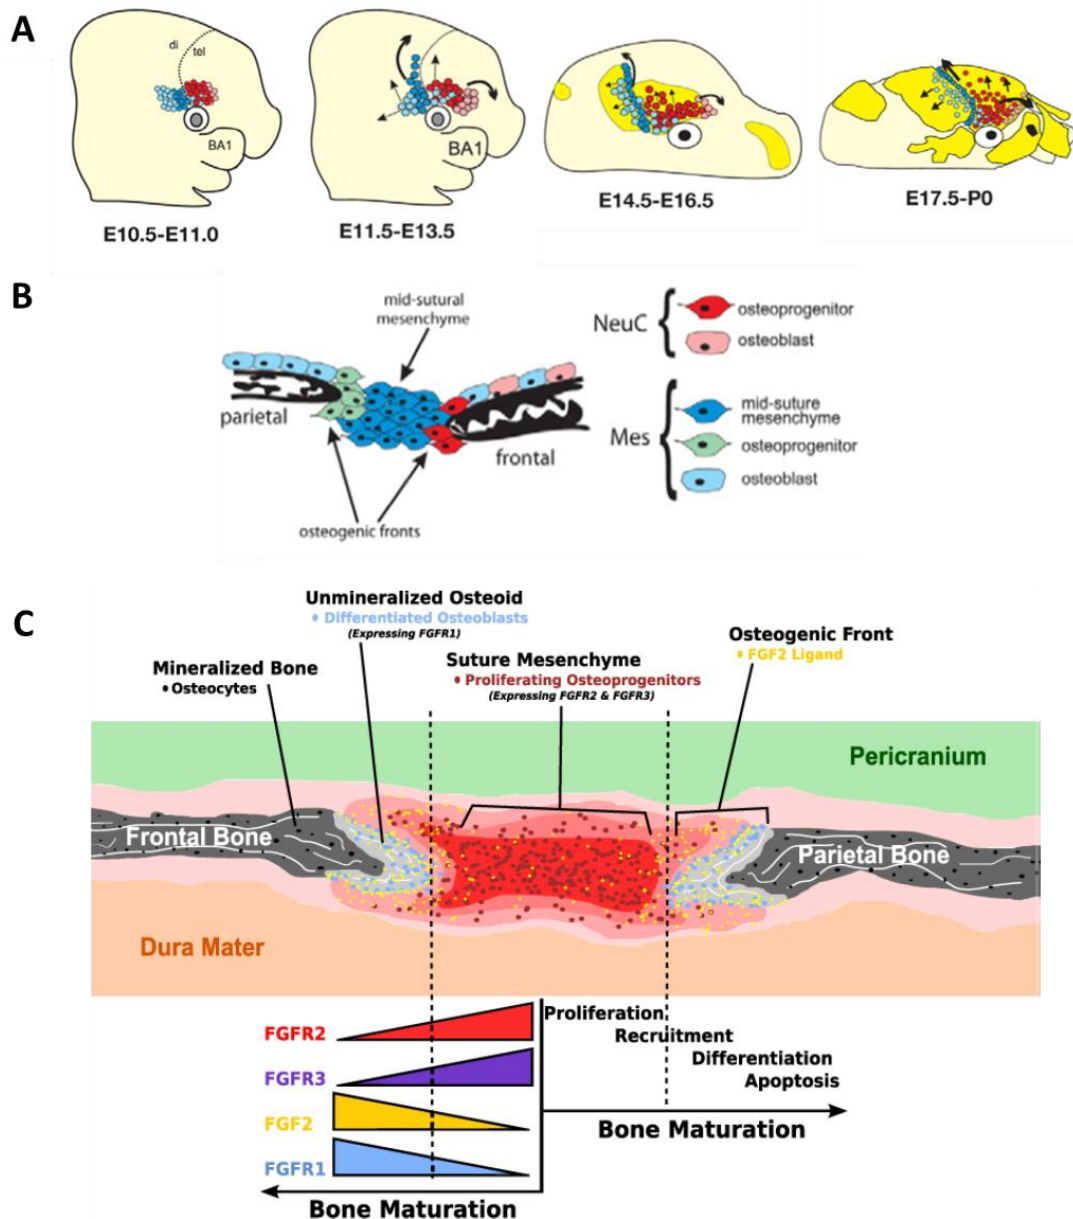 A
di
tel
BA1
E10.5-E11.0
BA1
E11.5-E13.5
E14.5-E16.5
E17.5-P0
B
mid-sutural
mesenchyme
parietal
frontal
osteogenic fronts
NeuC
osteoprogenitor
osteoblast
Mes
mid-suture
mesenchyme
osteoprogenitor
osteoblast
C
Unmineralized Osteoid
• Differentiated Osteoblasts
(Expressing FGFR1)
Mineralized Bone
• Osteocytes
Suture Mesenchyme
• Proliferating Osteoprogenitors
(Expressing FGFR2 & FGFR3)
Osteogenic Front
• FGF2 Ligand
Pericranium
Frontal Bone
Parietal Bone
Dura Mater
FGFR2
FGFR3
FGF2
FGFR1
Bone Maturation
Proliferation
Recruitment
Differentiation
Apoptosis
Bone Maturation